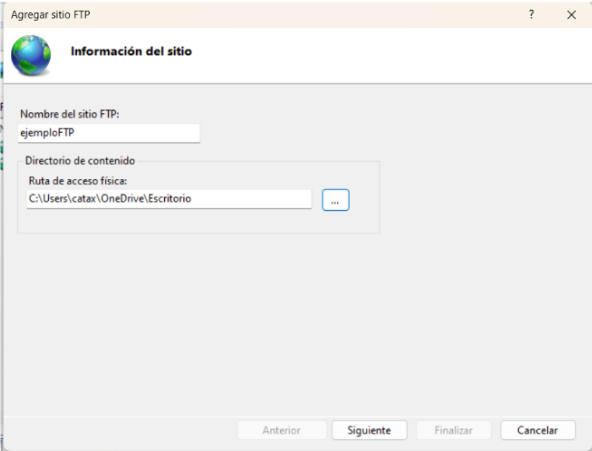 Agregar sitio FTP
?
Información del sitio
Nombre del sitio FTP:
ejemploFTP
Directorio de contenido
Ruta de acceso física:
C:\Users\catax\OneDrive\Escritorio
...
Anterior
Siguiente
Finalizar
Cancelar